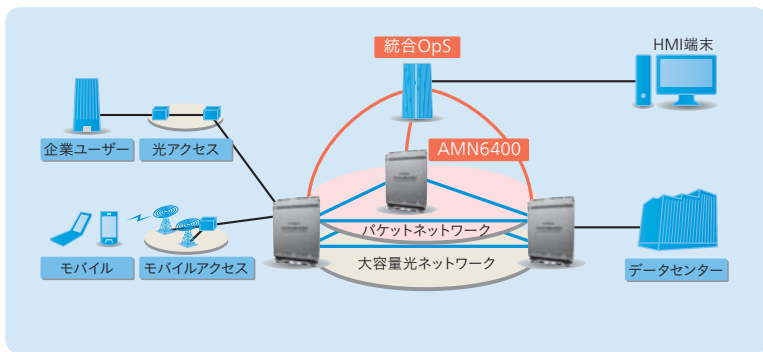 統合OpS
HMI端末
AMN6400
企業ユーザー
光アクセス
パケットネットワーク
大容量光ネットワーク
モバイル
モバイルアクセス
データセンター